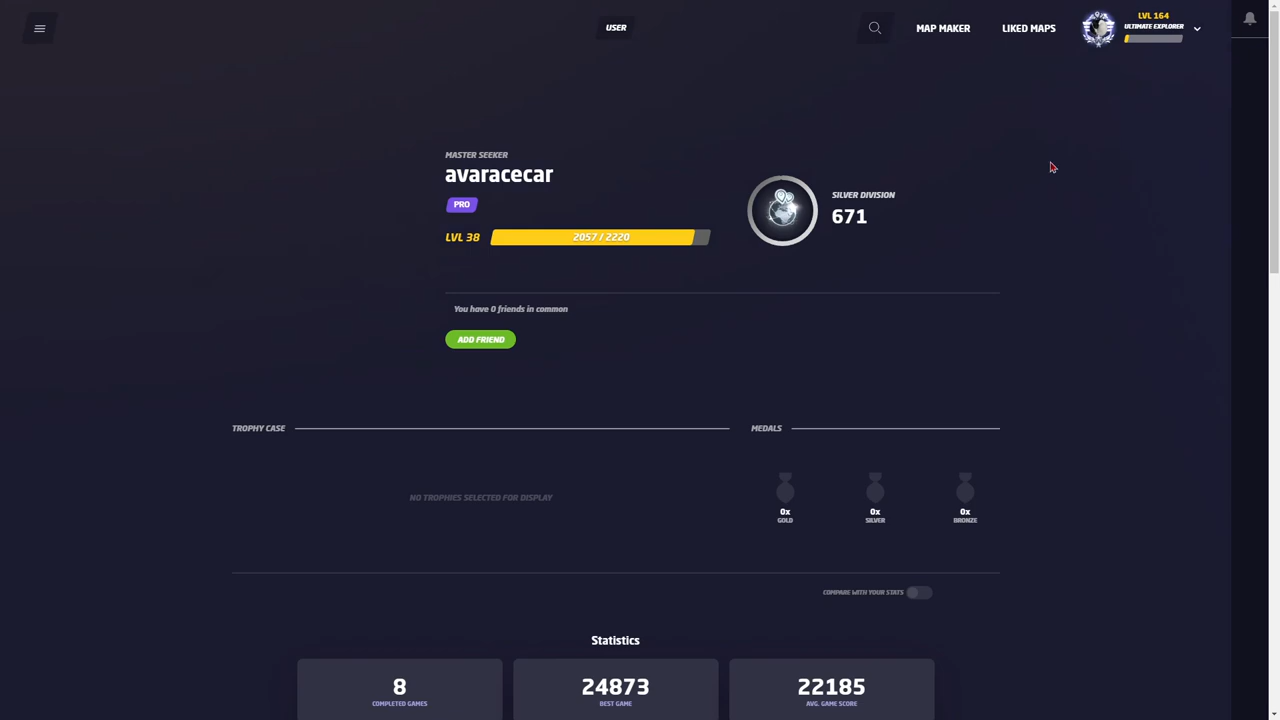 USER
MAP MAKER
LIKED MAPS
LVL 164
ULTIMATE EXPLORER
MASTER SEEKER
avaracecar
PRO
LVL 38
2057 / 2220
SILVER DIVISION
671
You have 0 friends in common
ADD FRIEND
TROPHY CASE
MEDALS
NO TROPHIES SELECTED FOR DISPLAY
0x
GOLD
0x
SILVER
0x
BRONZE
COMPARE WITH YOUR STATS
Statistics
8
COMPLETED GAMES
24873
BEST GAME
22185
AVG. GAME SCORE